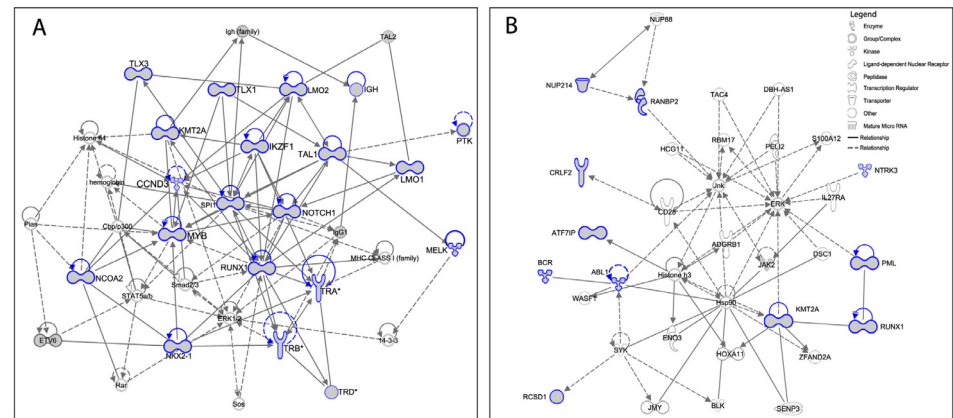 A
Igh (family)
TAL2
TLX3
TLX1
LMO2
IGH
KMT2A
PTK
Histone h4
IKZF1
TAL1
hemoglobin
CCND3
LMO1
SPI1
NOTCH1
Pias
Cbp/p300
MYB
IgG1
MELK
MHC CLASS I (family)
NCOA2
RUNX1
Smad2/3
STAT5a/b
TRA*
ERK1/2
ETV6
14-3-3
NKX2-1
TRB*
Rar
TRD*
Sos
B
Legend
Enzyme
Group/Complex
Kinase
Ligand-dependent Nuclear Receptor
Peptidase
Transcription Regulator
Transporter
Other
Mature Micro RNA
Relationship
Relationship
NUP88
NUP214
RANBP2
TAC4
DBH-AS1
RBM17
PELI2
S100A12
HCG11
CRLF2
Jnk
NTRK3
CD28
ERK
IL27RA
ATF7IP
ADGRB1
BCR
ABL1
Histone h3
JAK2
DSC1
PML
WASF1
Hsp90
KMT2A
RUNX1
ENO3
SYK
HOXA11
ZFAND2A
RCSD1
JMY
BLK
SENP3